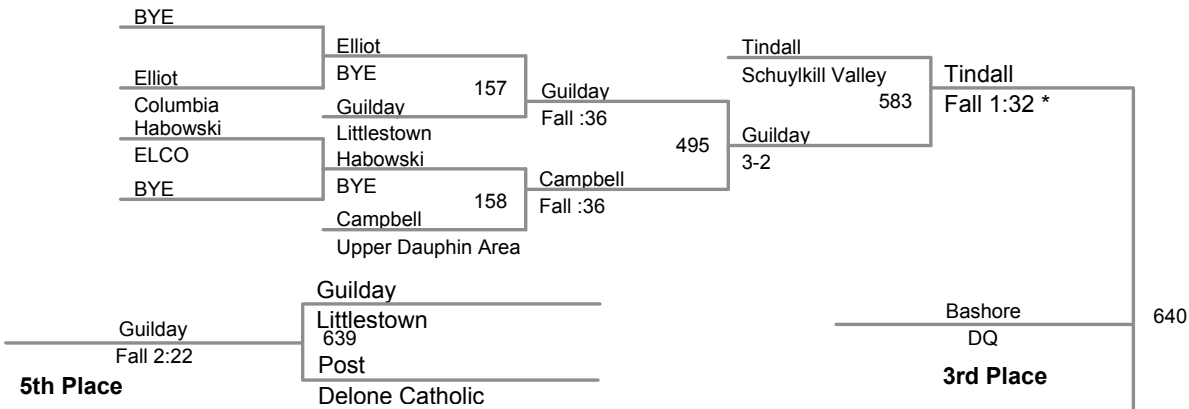 BYE
Elliot
Columbia
Habowski
ELCO
BYE
Elliot
BYE
157
Guilday
Littlestown
Habowski
BYE
158
Campbell
Upper Dauphin Area
Guilday
Fall :36
495
Campbell
Fall :36
Tindall
Schuylkill Valley
583
Guilday
3-2
Tindall
Fall 1:32 *
Guilday
Littlestown
639
Post
Delone Catholic
Guilday
Fall 2:22
5th Place
Bashore
DQ
3rd Place
640